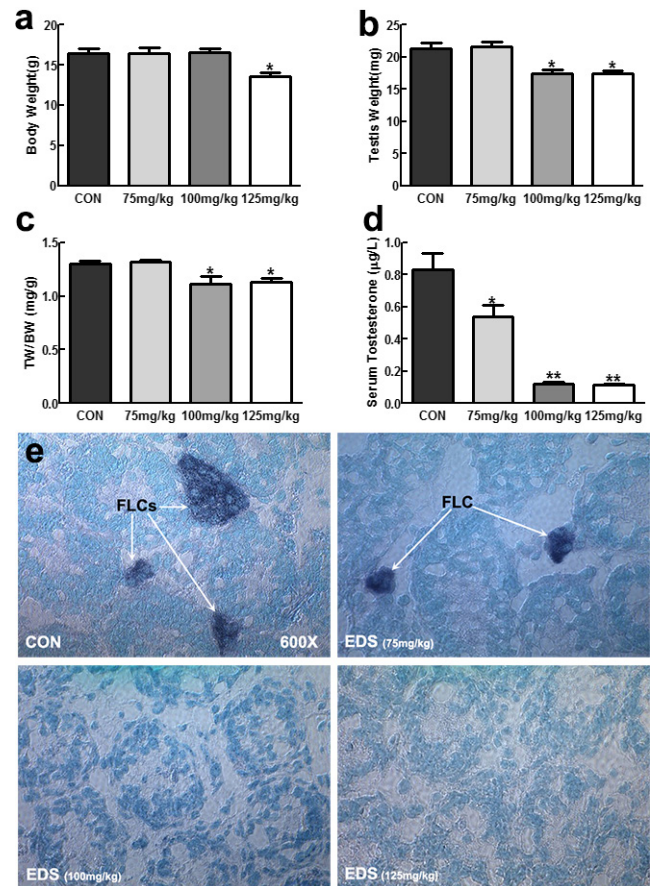 a
Body Weight(g)
20
15
10
5
0
*
CON 75mg/kg 100mg/kg 125mg/kg
b
Testis Weight(mg)
25
20
15
10
5
0
* *
CON 75mg/kg 100mg/kg 125mg/kg
c
TW/BW (mg/g)
1.5
1.0
0.5
0.0
* *
CON 75mg/kg 100mg/kg 125mg/kg
d
Serum Tostesterone (µg/L)
1.0
0.8
0.6
0.4
0.2
0.0
*
** **
CON 75mg/kg 100mg/kg 125mg/kg
e
FLCs
CON 600X
FLC
EDS (75mg/kg)
EDS (100mg/kg)
EDS (125mg/kg)